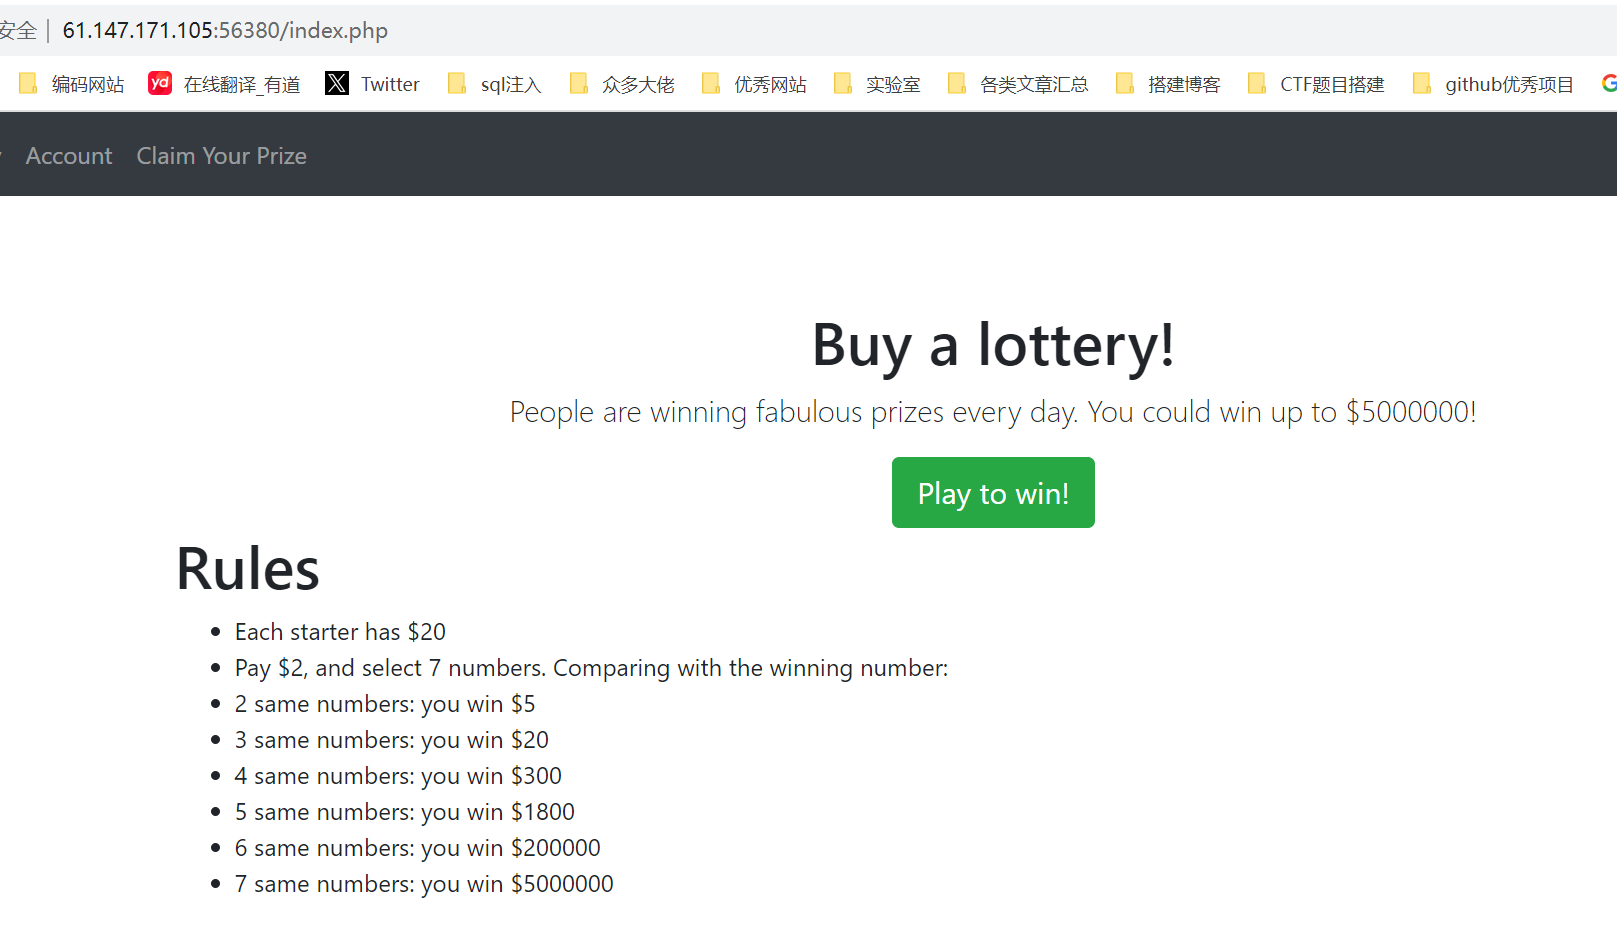 安全 | 61.147.171.105:56380/index.php
编码网站 yd 在线翻译_有道 X Twitter sql注入 众多大佬 优秀网站 实验室 各类文章汇总 搭建博客 CTF题目搭建 github优秀项目
Account Claim Your Prize
Buy a lottery!
People are winning fabulous prizes every day. You could win up to $5000000!
Play to win!
Rules
• Each starter has $20
• Pay $2, and select 7 numbers. Comparing with the winning number:
• 2 same numbers: you win $5
• 3 same numbers: you win $20
• 4 same numbers: you win $300
• 5 same numbers: you win $1800
• 6 same numbers: you win $200000
• 7 same numbers: you win $5000000